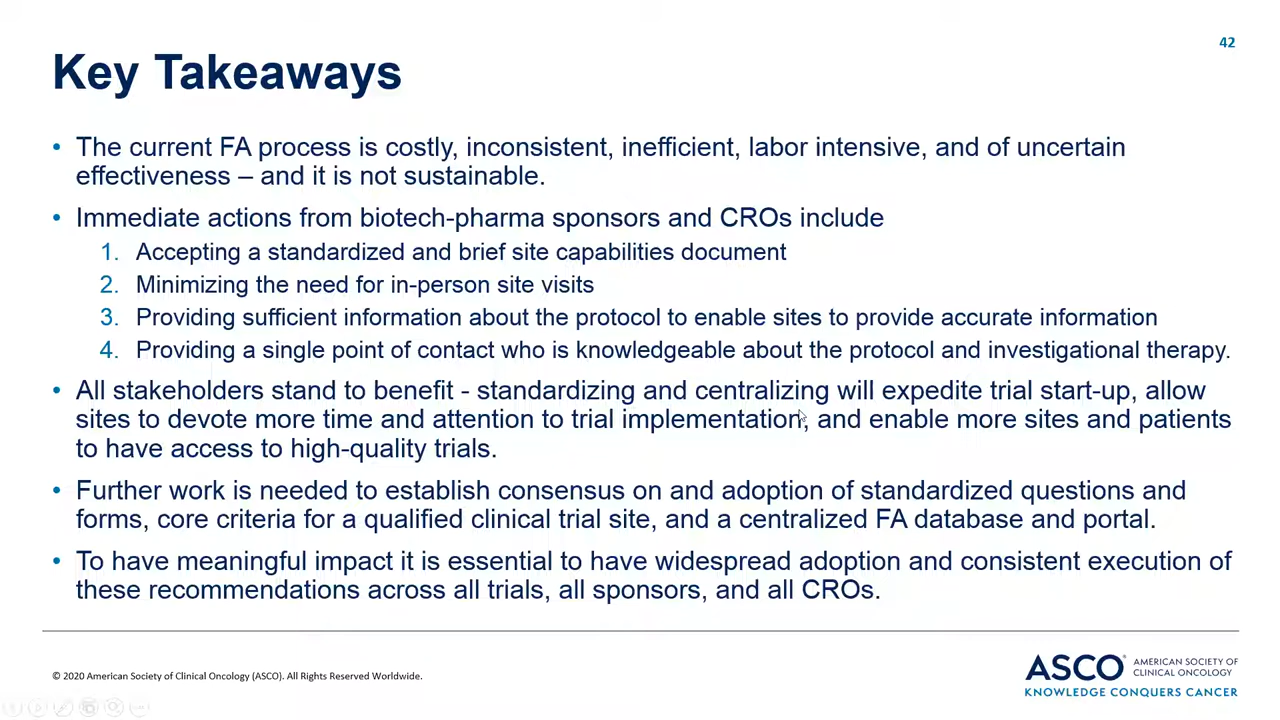 42
Key Takeaways
• The current FA process is costly, inconsistent, inefficient, labor intensive, and of uncertain
effectiveness – and it is not sustainable.
• Immediate actions from biotech-pharma sponsors and CROs include
1. Accepting a standardized and brief site capabilities document
2. Minimizing the need for in-person site visits
3. Providing sufficient information about the protocol to enable sites to provide accurate information
4. Providing a single point of contact who is knowledgeable about the protocol and investigational therapy.
• All stakeholders stand to benefit - standardizing and centralizing will expedite trial start-up, allow
sites to devote more time and attention to trial implementation, and enable more sites and patients
to have access to high-quality trials.
• Further work is needed to establish consensus on and adoption of standardized questions and
forms, core criteria for a qualified clinical trial site, and a centralized FA database and portal.
• To have meaningful impact it is essential to have widespread adoption and consistent execution of
these recommendations across all trials, all sponsors, and all CROs.
© 2020 American Society of Clinical Oncology (ASCO). All Rights Reserved Worldwide.
ASCO® AMERICAN SOCIETY OF
CLINICAL ONCOLOGY
KNOWLEDGE CONQUERS CANCER